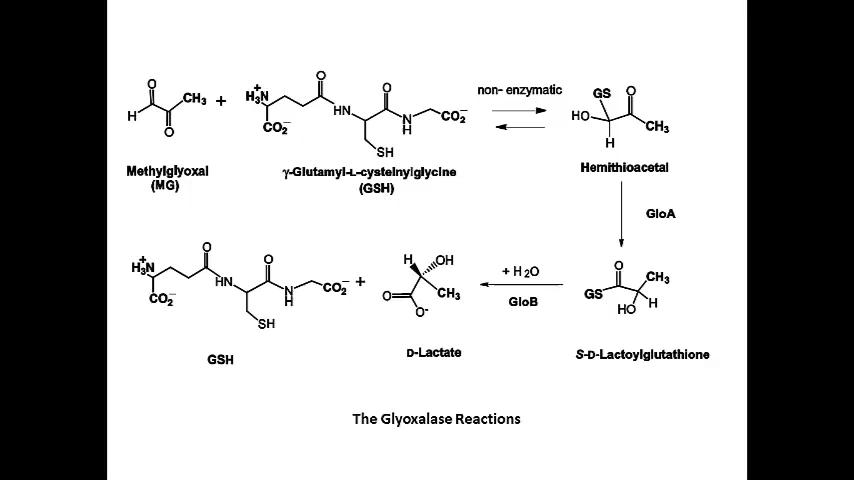 O
H
CH3
O
+
H3N+
CO2−
O
HN
O
N
H
CO2−
SH
non- enzymatic
GS
O
HO
CH3
H
Methylglyoxal
(MG)
γ-Glutamyl-L-cysteinylglycine
(GSH)
Hemithioacetal
GloA
H3N+
CO2−
O
HN
O
N
H
CO2−
SH
+
H
OH
O
O-
CH3
+ H2O
GloB
O
CH3
GS
H
HO
GSH
D-Lactate
S-D-Lactoylglutathione
The Glyoxalase Reactions